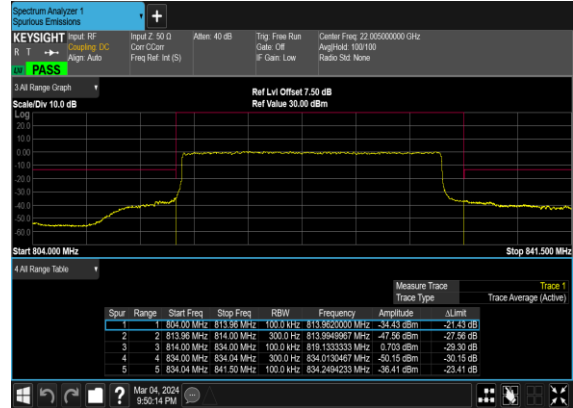 Spectrum Analyzer 1
Spurious Emissions
KEYSIGHT Input: RF Input Z: 50 Ω Atten: 40 dB Trig: Free Run Center Freq: 22.005000000 GHz
R T Coupling: DC Corr CCorr Gate: Off Avg|Hold: 100/100
Align: Auto Freq Ref: Int (S) IF Gain: Low Radio Std: None
PASS
3 All Range Graph
Ref Lvl Offset 7.50 dB
Scale/Div 10.0 dB Ref Value 30.00 dBm
Log
20.0
10.0
0.00
-10.0
-20.0
-30.0
-40.0
-50.0
-60.0
Start 804.000 MHz Stop 841.500 MHz
4 All Range Table
Measure Trace Trace 1
Trace Type Trace Average (Active)
Spur Range Start Freq Stop Freq RBW Frequency Amplitude ΔLimit
1 1 804.00 MHz 813.96 MHz 100.0 kHz 813.9620000 MHz -34.43 dBm -21.43 dB
2 2 813.96 MHz 814.00 MHz 300.0 Hz 813.9949967 MHz -47.56 dBm -27.56 dB
3 3 814.00 MHz 834.00 MHz 100.0 kHz 819.1333333 MHz 0.703 dBm -29.30 dB
4 4 834.00 MHz 834.04 MHz 300.0 Hz 834.0130467 MHz -50.15 dBm -30.15 dB
5 5 834.04 MHz 841.50 MHz 100.0 kHz 834.2494233 MHz -36.41 dBm -23.41 dB
Mar 04, 2024
9:50:14 PM